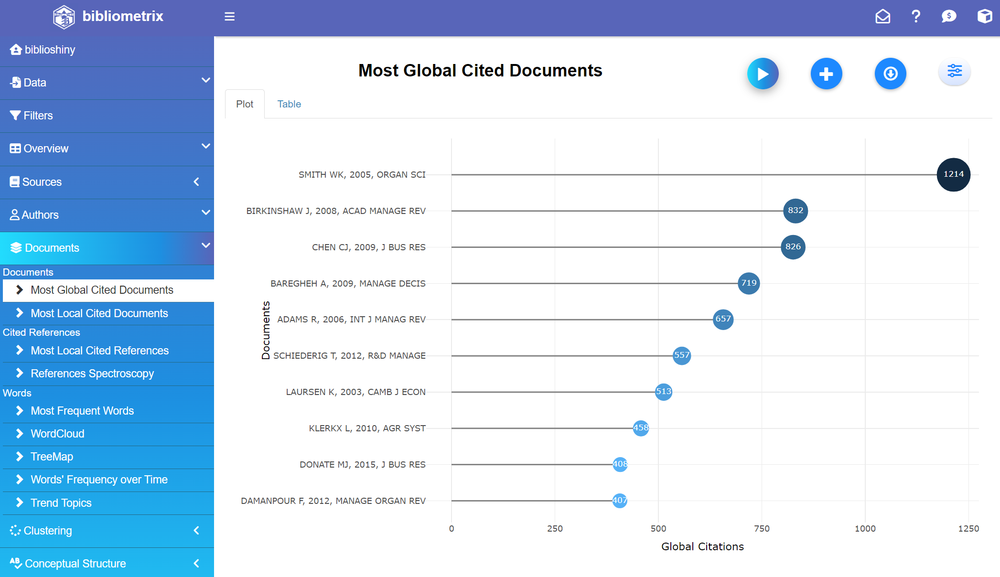 bibliometrix
biblioshiny
Data
Filters
Overview
Sources
Authors
Documents
Documents
Most Global Cited Documents
Most Local Cited Documents
Cited References
Most Local Cited References
References Spectroscopy
Words
Most Frequent Words
WordCloud
TreeMap
Words' Frequency over Time
Trend Topics
Clustering
Conceptual Structure
Most Global Cited Documents
Plot Table
Documents
SMITH WK, 2005, ORGAN SCI 1214
BIRKINSHAW J, 2008, ACAD MANAGE REV 832
CHEN CJ, 2009, J BUS RES 826
BAREGHEH A, 2009, MANAGE DECIS 719
ADAMS R, 2006, INT J MANAG REV 657
SCHIEDERIG T, 2012, R&D MANAGE 557
LAURSEN K, 2003, CAMB J ECON 513
KLERKX L, 2010, AGR SYST 458
DONATE MJ, 2015, J BUS RES 408
DAMANPOUR F, 2012, MANAGE ORGAN REV 407
0 250 500 750 1000 1250
Global Citations